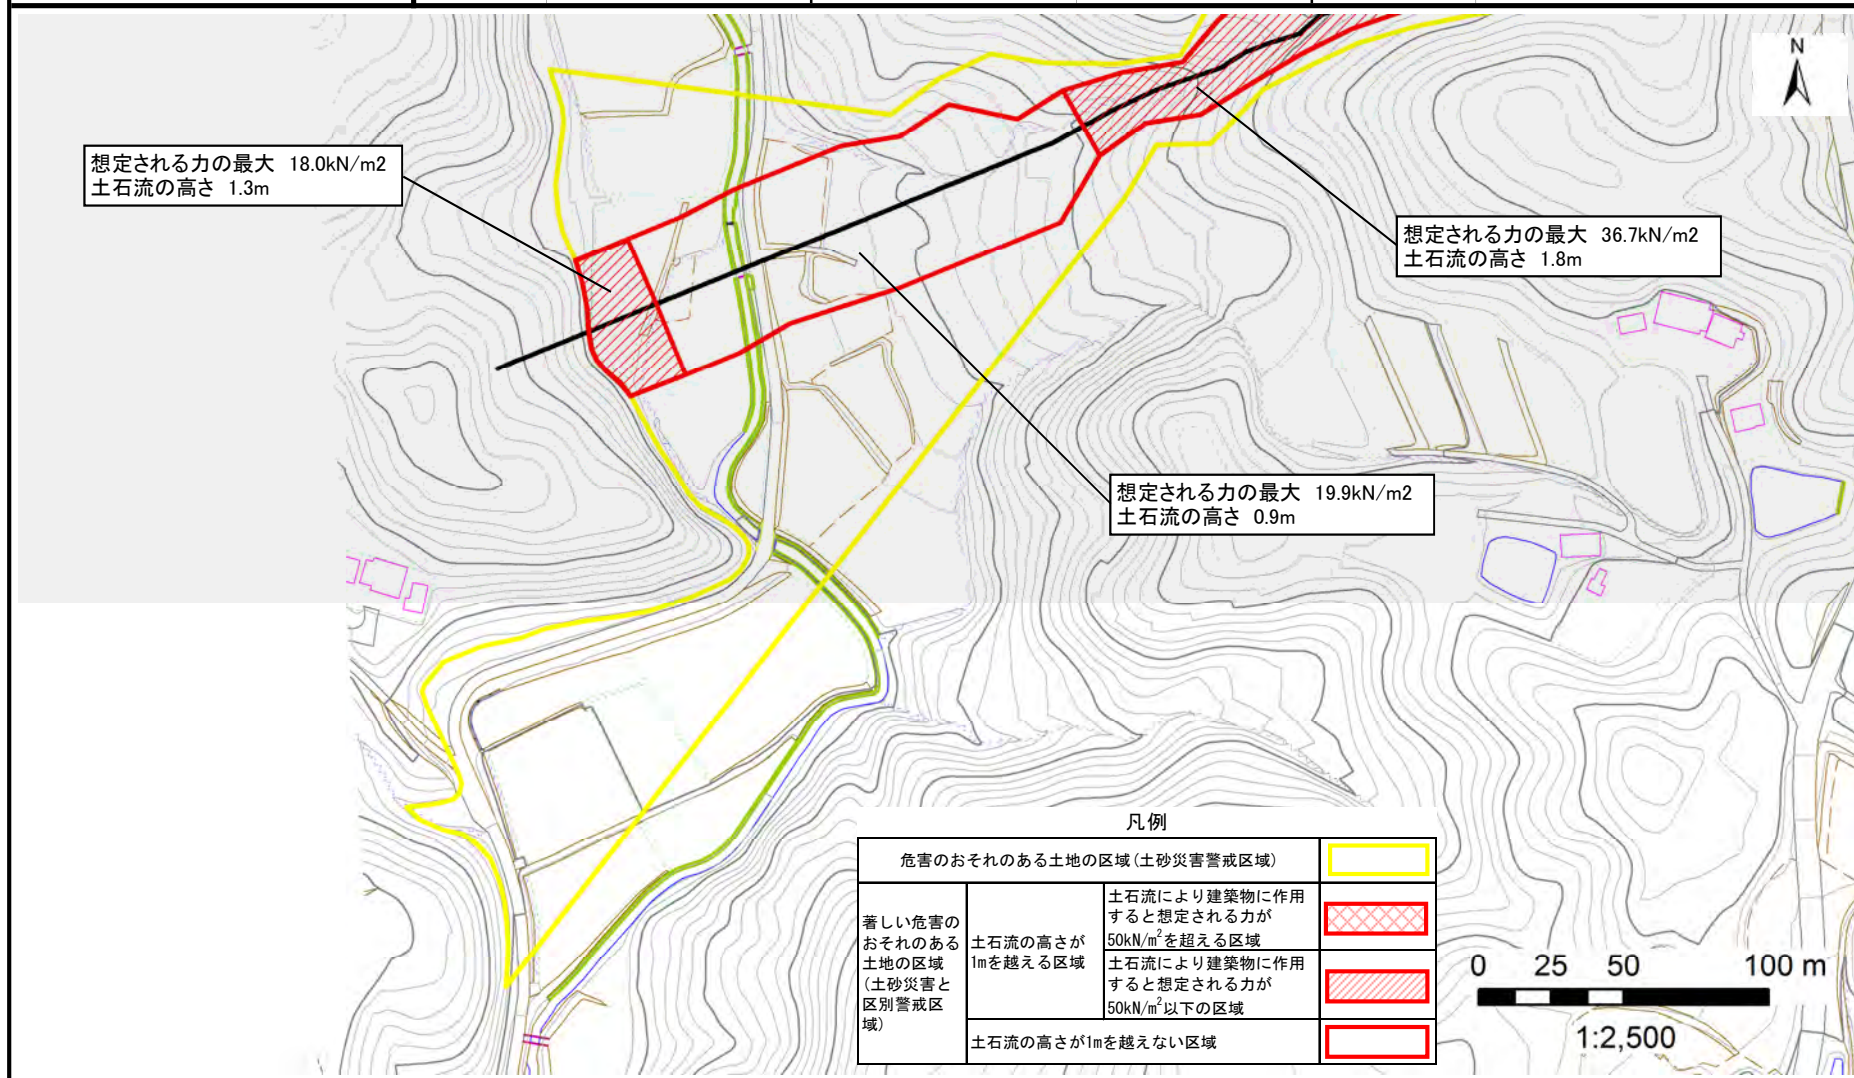 N
想定される力の最大 18.0kN/m2
土石流の高さ 1.3m
想定される力の最大 36.7kN/m2
土石流の高さ 1.8m
想定される力の最大 19.9kN/m2
土石流の高さ 0.9m
凡例
危害のおそれのある土地の区域(土砂災害警戒区域)
著しい危害の
おそれのある
土地の区域
(土砂災害と
区別警戒区
域)
土石流の高さが
1mを越える区域
土石流により建築物に作用
すると想定される力が
50kN/m²を超える区域
土石流により建築物に作用
すると想定される力が
50kN/m²以下の区域
土石流の高さが1mを越えない区域
0 25 50 100 m
1:2,500